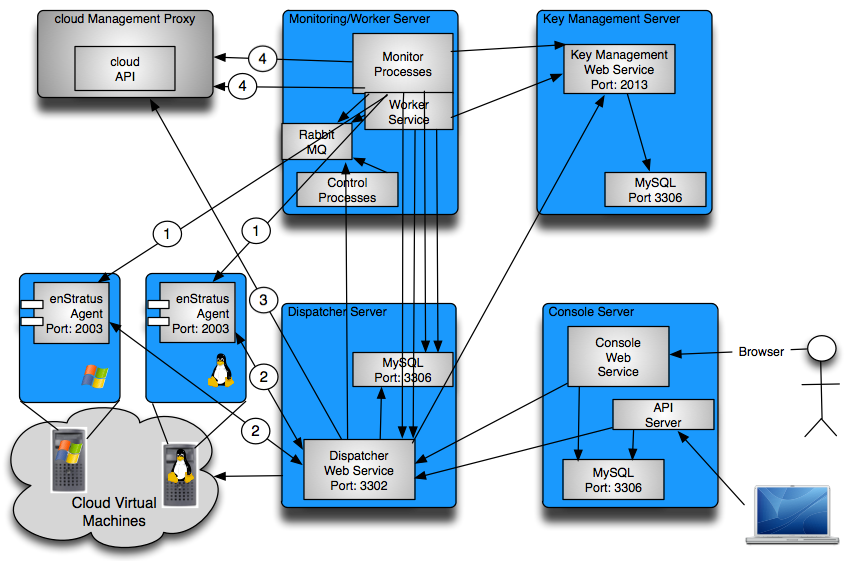 cloud Management Proxy
cloud
API
Monitoring/Worker Server
Monitor
Processes
Worker
Service
Rabbit
MQ
Control
Processes
Key Management Server
Key Management
Web Service
Port: 2013
MySQL
Port 3306
4
4
1
1
enStratus
Agent
Port: 2003
enStratus
Agent
Port: 2003
3
2
2
Cloud Virtual
Machines
Dispatcher Server
MySQL
Port: 3306
Dispatcher
Web Service
Port: 3302
Console Server
Console
Web
Service
API
Server
MySQL
Port: 3306
Browser